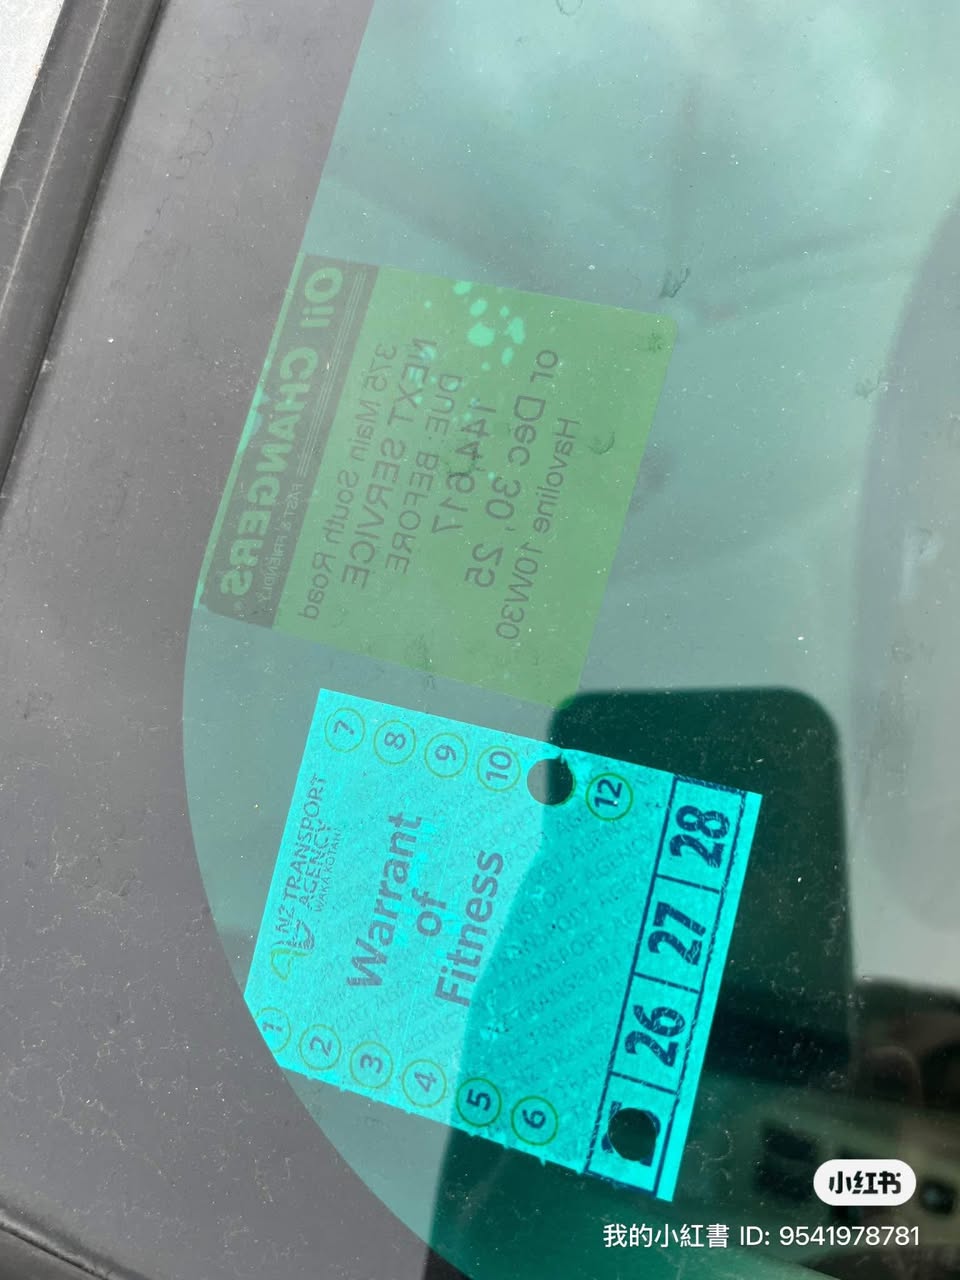 Oil CHANGERS®
FAST & FRIENDLY
375 Main South Road
NEXT SERVICE
DUE: BEFORE
144,617
or Dec 30, 25
Havoline 10W30
7 8 9 10 12
NZ TRANSPORT
AGENCY
WAKA KOTAHI
Warrant
of
Fitness
1 2 3 4 5 6
26 27 28
小红书
我的小紅書 ID: 9541978781